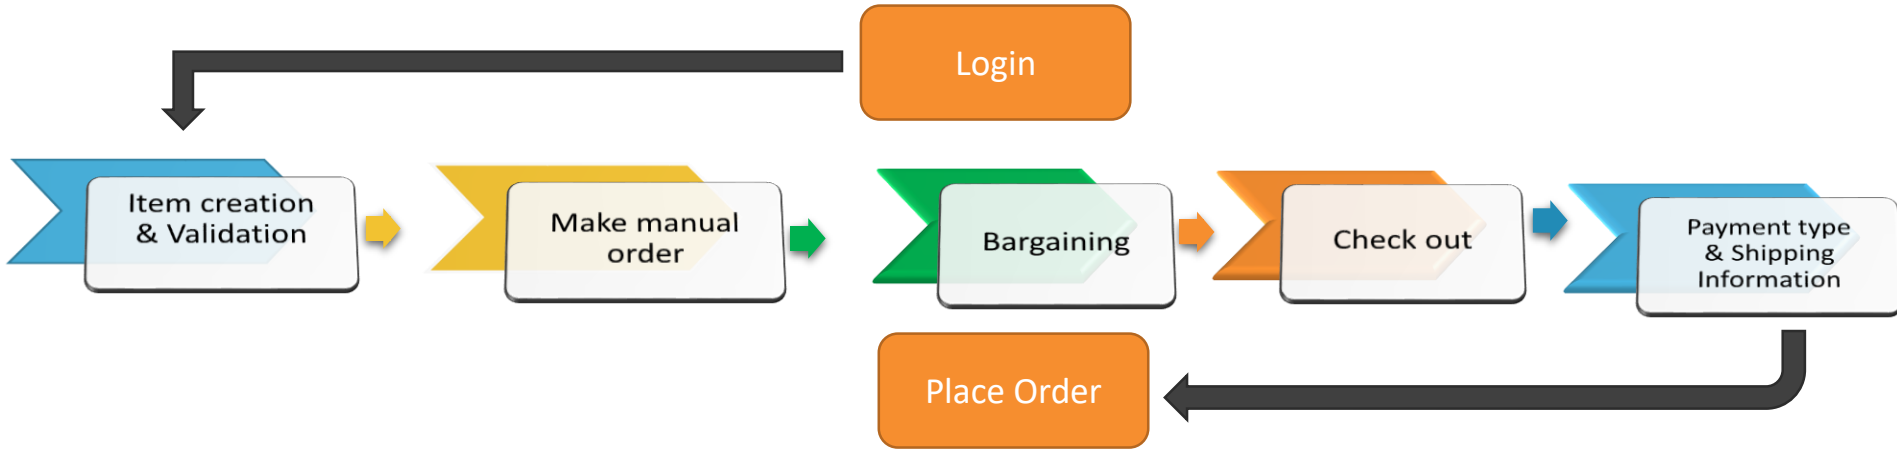 Login
Item creation
& Validation
Make manual
order
Bargaining
Check out
Payment type
& Shipping
Information
Place Order